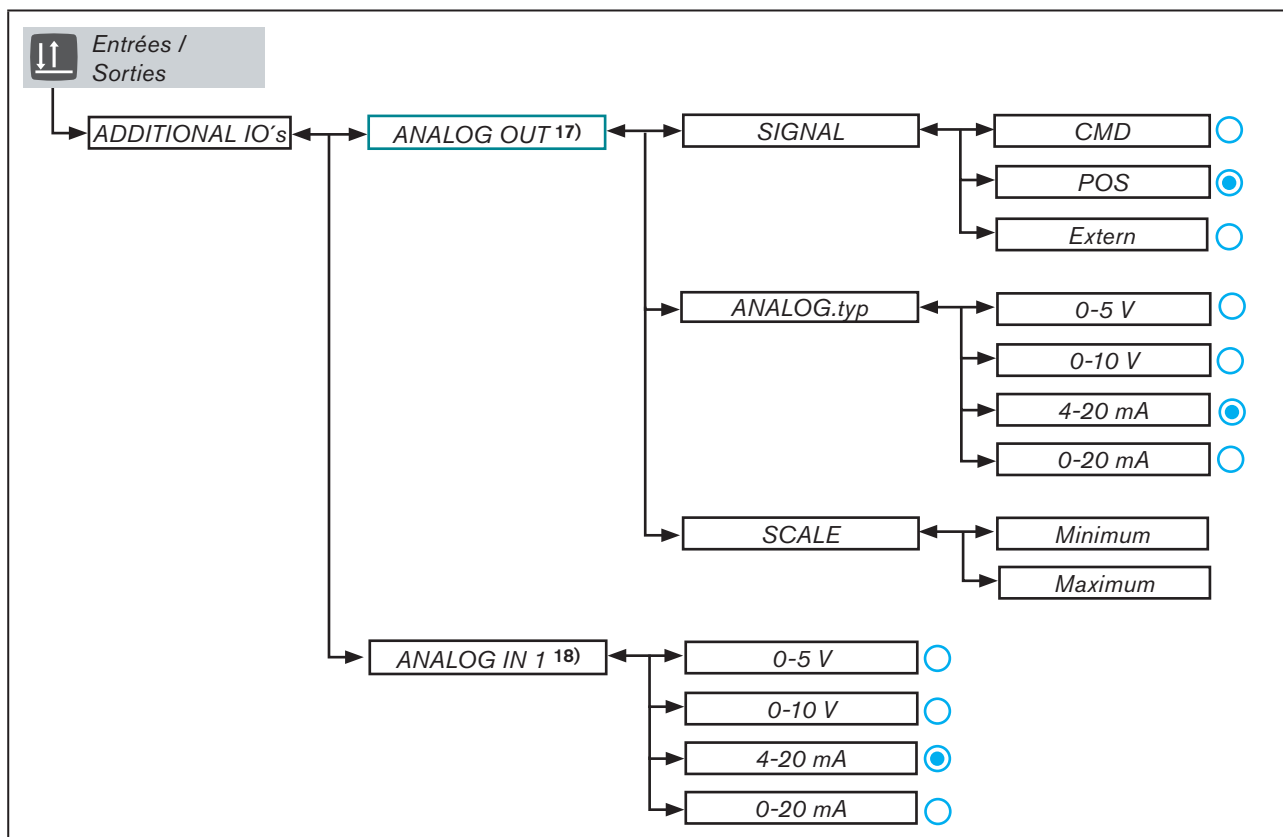 Entrées /
Sorties
ADDITIONAL IO´s
ANALOG OUT 17)
SIGNAL
CMD
POS
Extern
ANALOG.typ
0-5 V
0-10 V
4-20 mA
0-20 mA
SCALE
Minimum
Maximum
ANALOG IN 1 18)
0-5 V
0-10 V
4-20 mA
0-20 mA